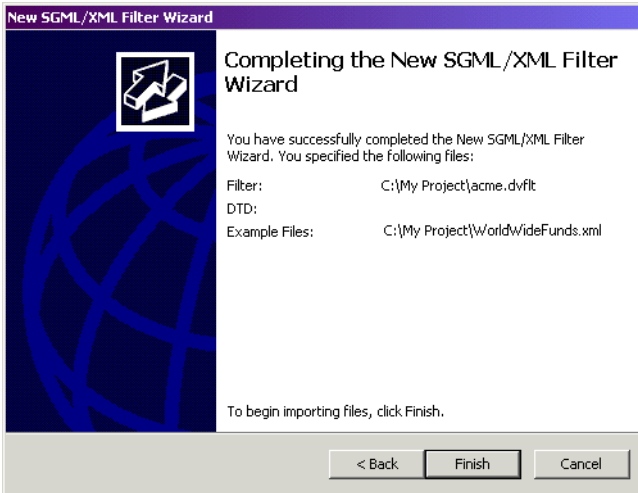 New SGML/XML Filter Wizard
Completing the New SGML/XML Filter
Wizard
You have successfully completed the New SGML/XML Filter
Wizard. You specified the following files:
Filter: C:\My Project\acme.dvflt
DTD:
Example Files: C:\My Project\WorldWideFunds.xml
To begin importing files, click Finish.
< Back Finish Cancel